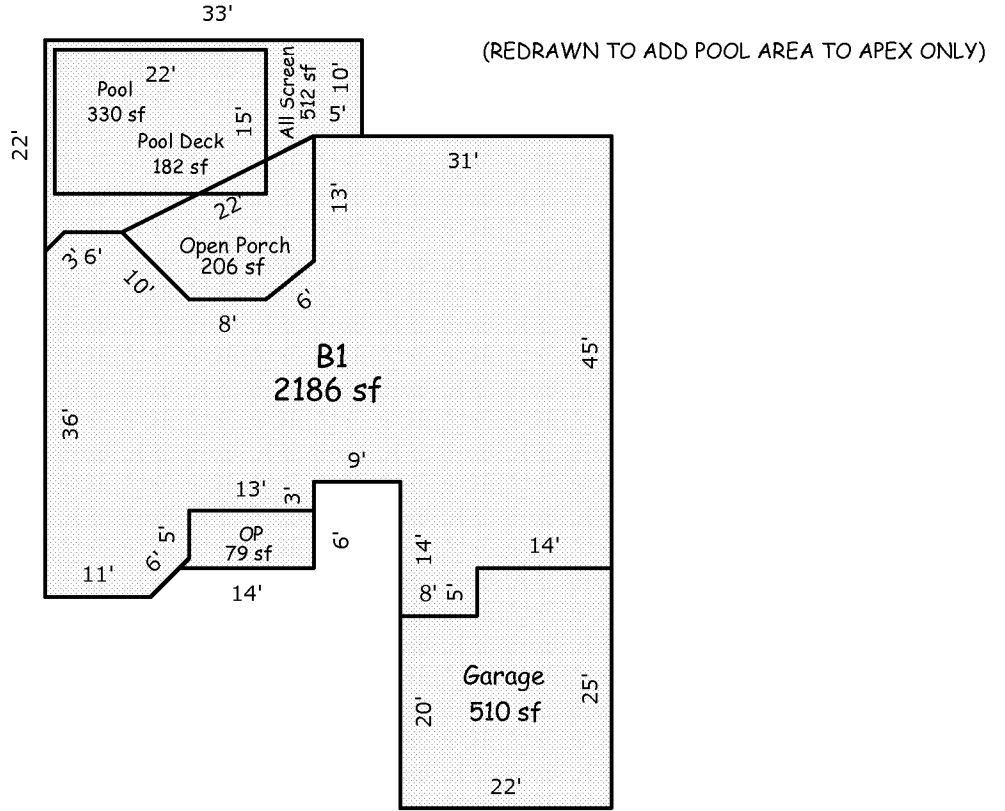 33'
(REDRAWN TO ADD POOL AREA TO APEX ONLY)
22'
Pool
330 sf
15'
Pool Deck
182 sf
All Screen
512 sf
10'
5'
22'
31'
13'
22'
3'
6'
10'
Open Porch
206 sf
6'
8'
B1
2186 sf
45'
36'
9'
13'
3'
5'
OP
79 sf
6'
6'
14'
14'
11'
14'
8'
5'
Garage
510 sf
20'
25'
22'